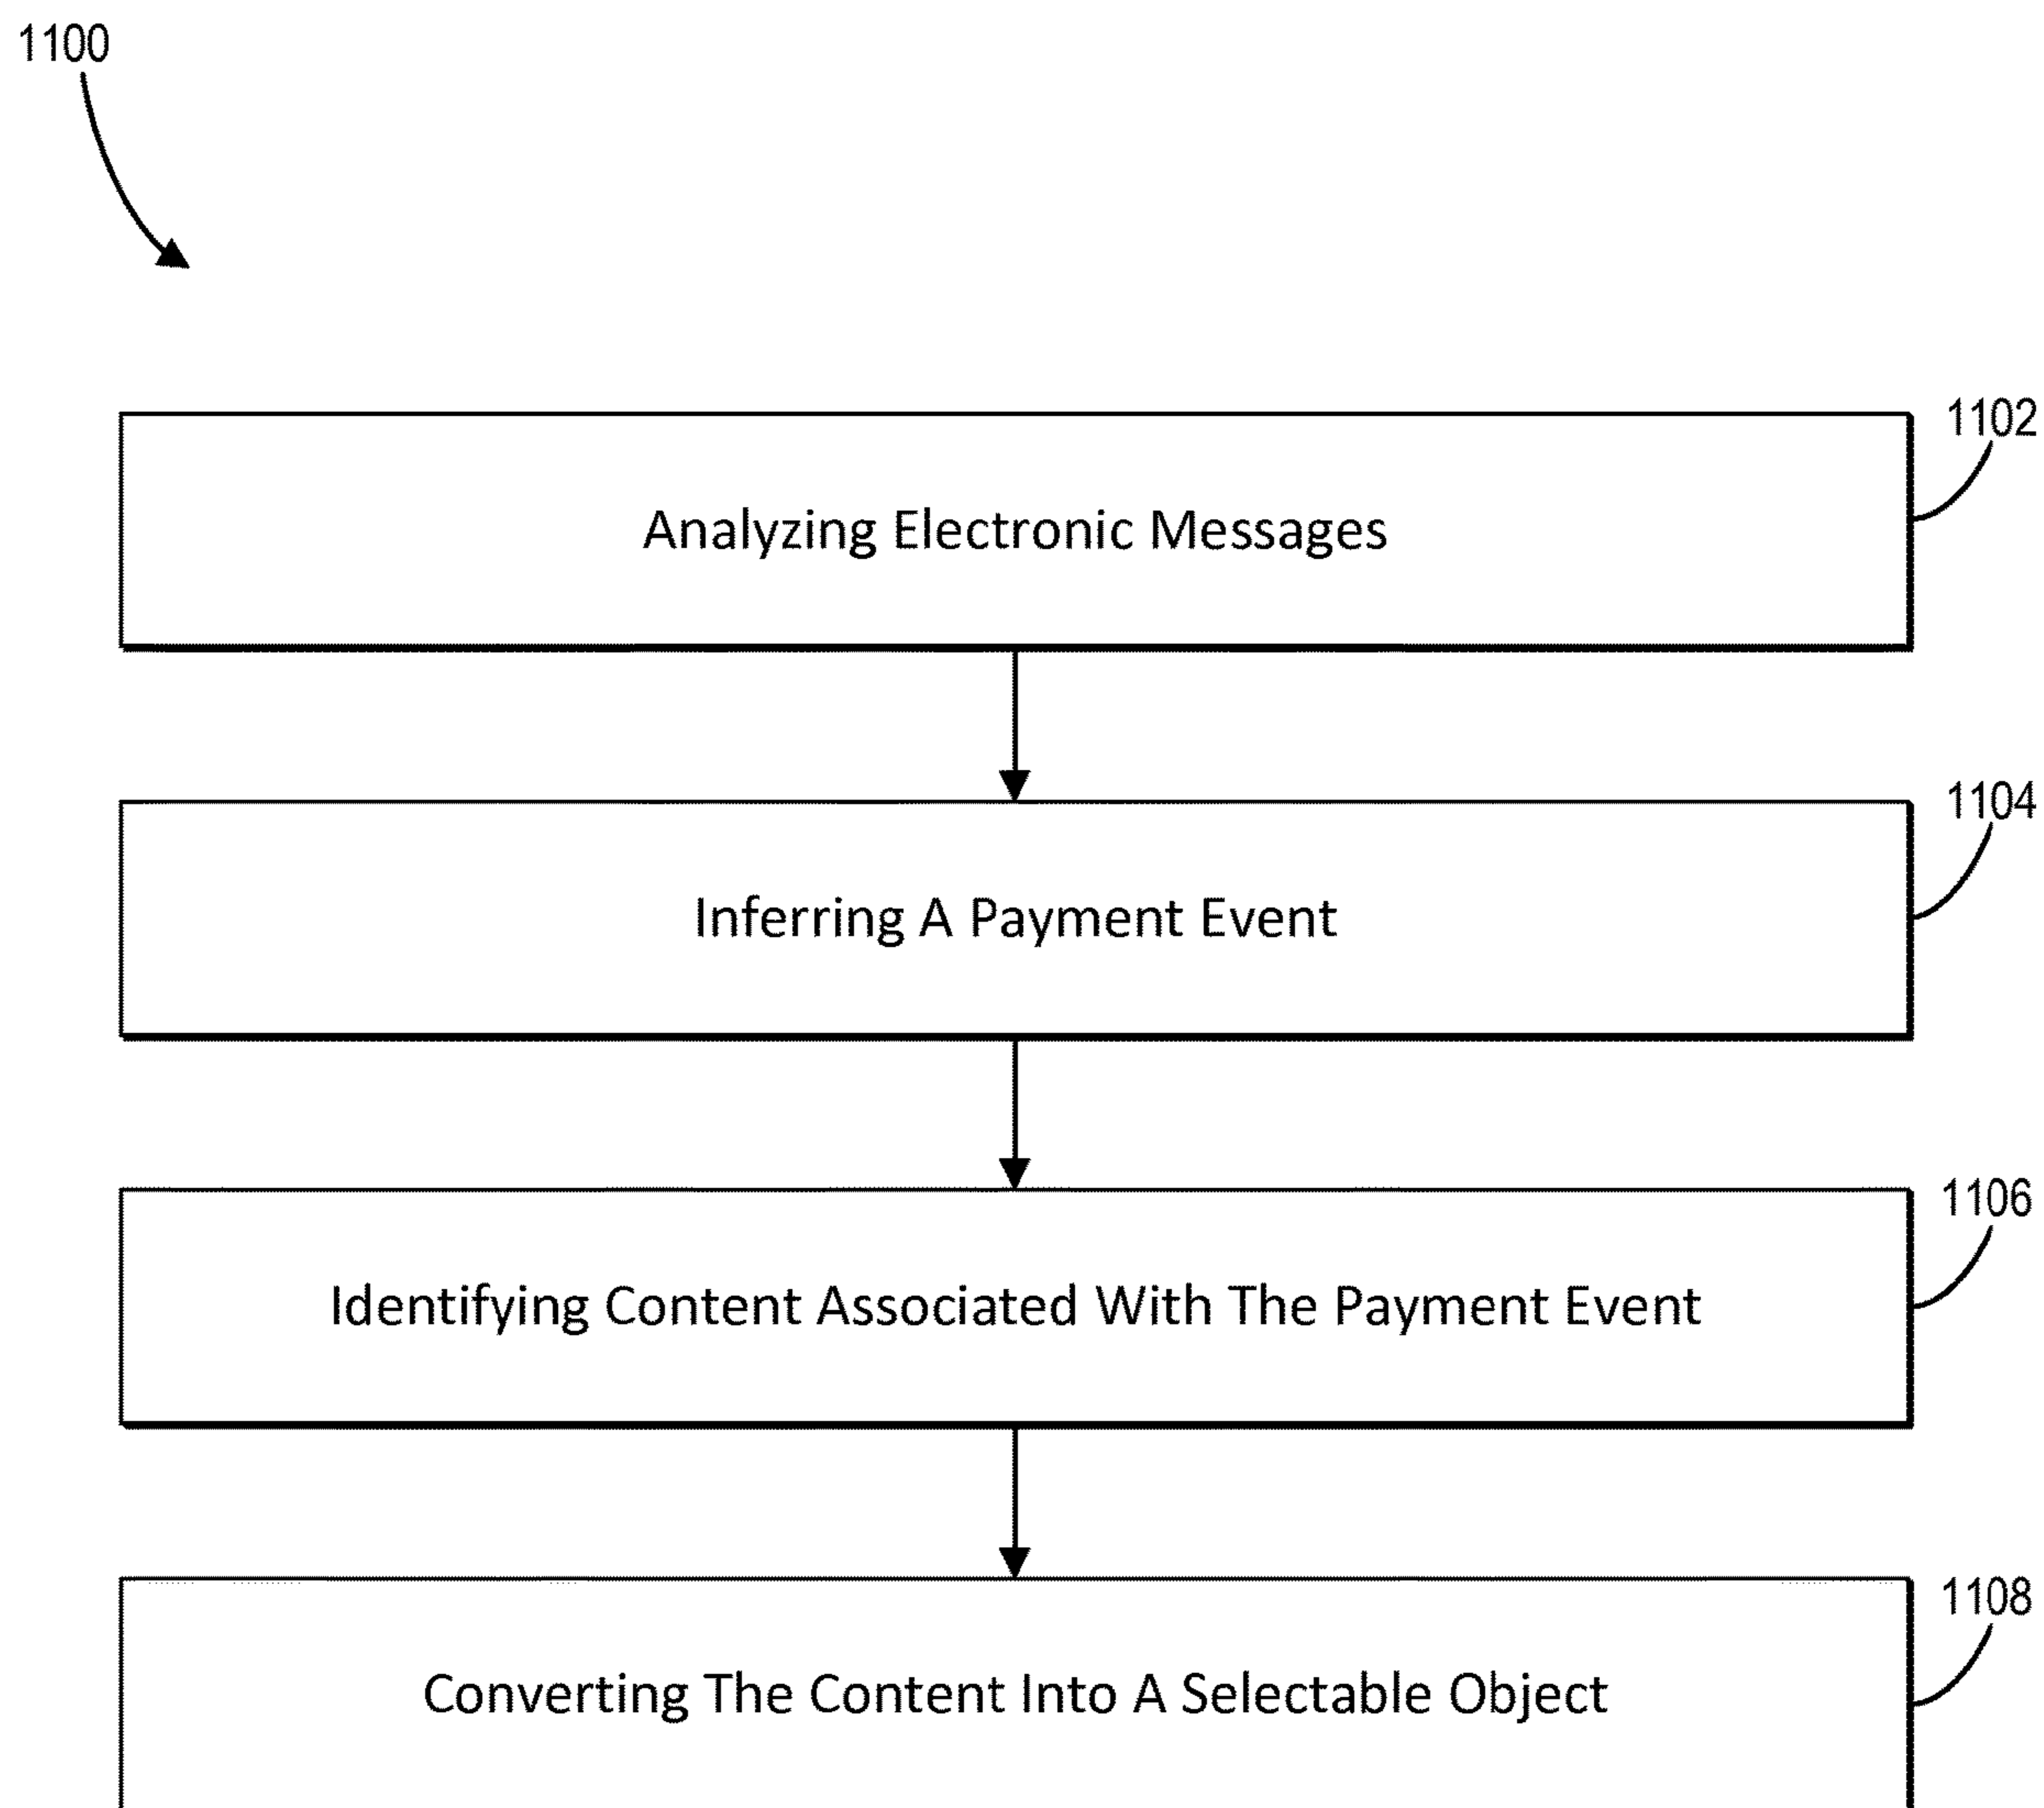 1100
1102
Analyzing Electronic Messages
1104
Inferring A Payment Event
1106
Identifying Content Associated With The Payment Event
1108
Converting The Content Into A Selectable Object